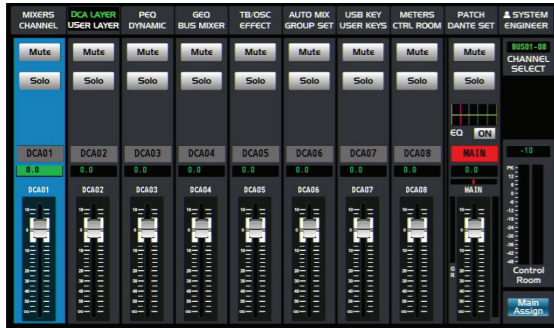 MIXERS DCA LAYER PEQ GEQ TB/OSC AUTO MIX USB KEY METERS PATCH SYSTEM
CHANNEL USER LAYER DYNAMIC BUS MIXER EFFECT GROUP SET USER KEYS CTRL ROOM DANTE SET ENGINEER
Mute Mute Mute Mute Mute Mute Mute Mute Mute BUS01-08
CHANNEL
SELECT
Solo Solo Solo Solo Solo Solo Solo Solo Solo
EQ ON
DCA01 DCA02 DCA03 DCA04 DCA05 DCA06 DCA07 DCA08 MAIN -10
0.0 0.0 0.0 0.0 0.0 0.0 0.0 0.0 0.0
DCA01 DCA02 DCA03 DCA04 DCA05 DCA06 DCA07 DCA08 MAIN
Control
Room
Main
Assign